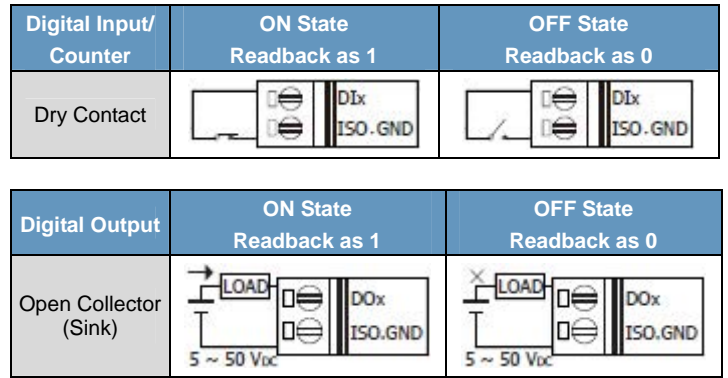 Digital Input/
Counter
ON State
Readback as 1
OFF State
Readback as 0
Dry Contact
DIx
ISO.GND
DIx
ISO.GND
Digital Output
ON State
Readback as 1
OFF State
Readback as 0
Open Collector
(Sink)
LOAD
DOx
ISO.GND
5 ~ 50 VDC
LOAD
DOx
ISO.GND
5 ~ 50 VDC